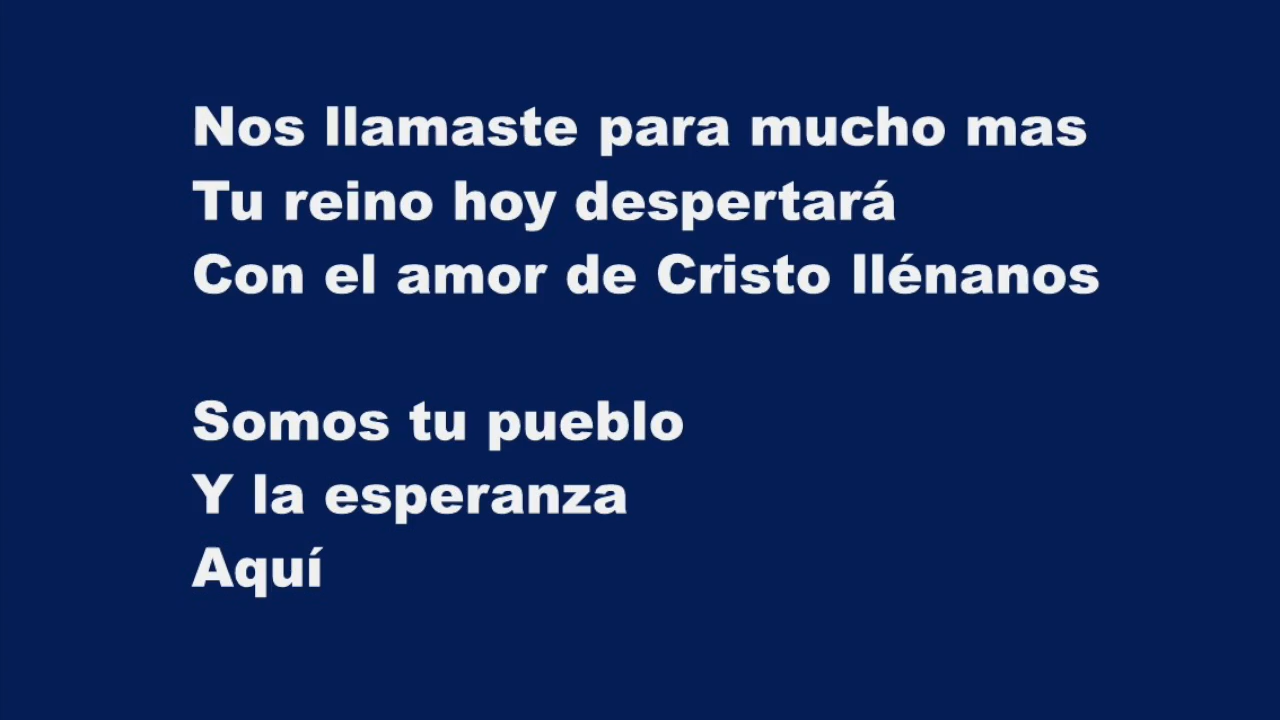 Nos llamaste para mucho mas
Tu reino hoy despertará
Con el amor de Cristo llénanos
Somos tu pueblo
Y la esperanza
Aquí